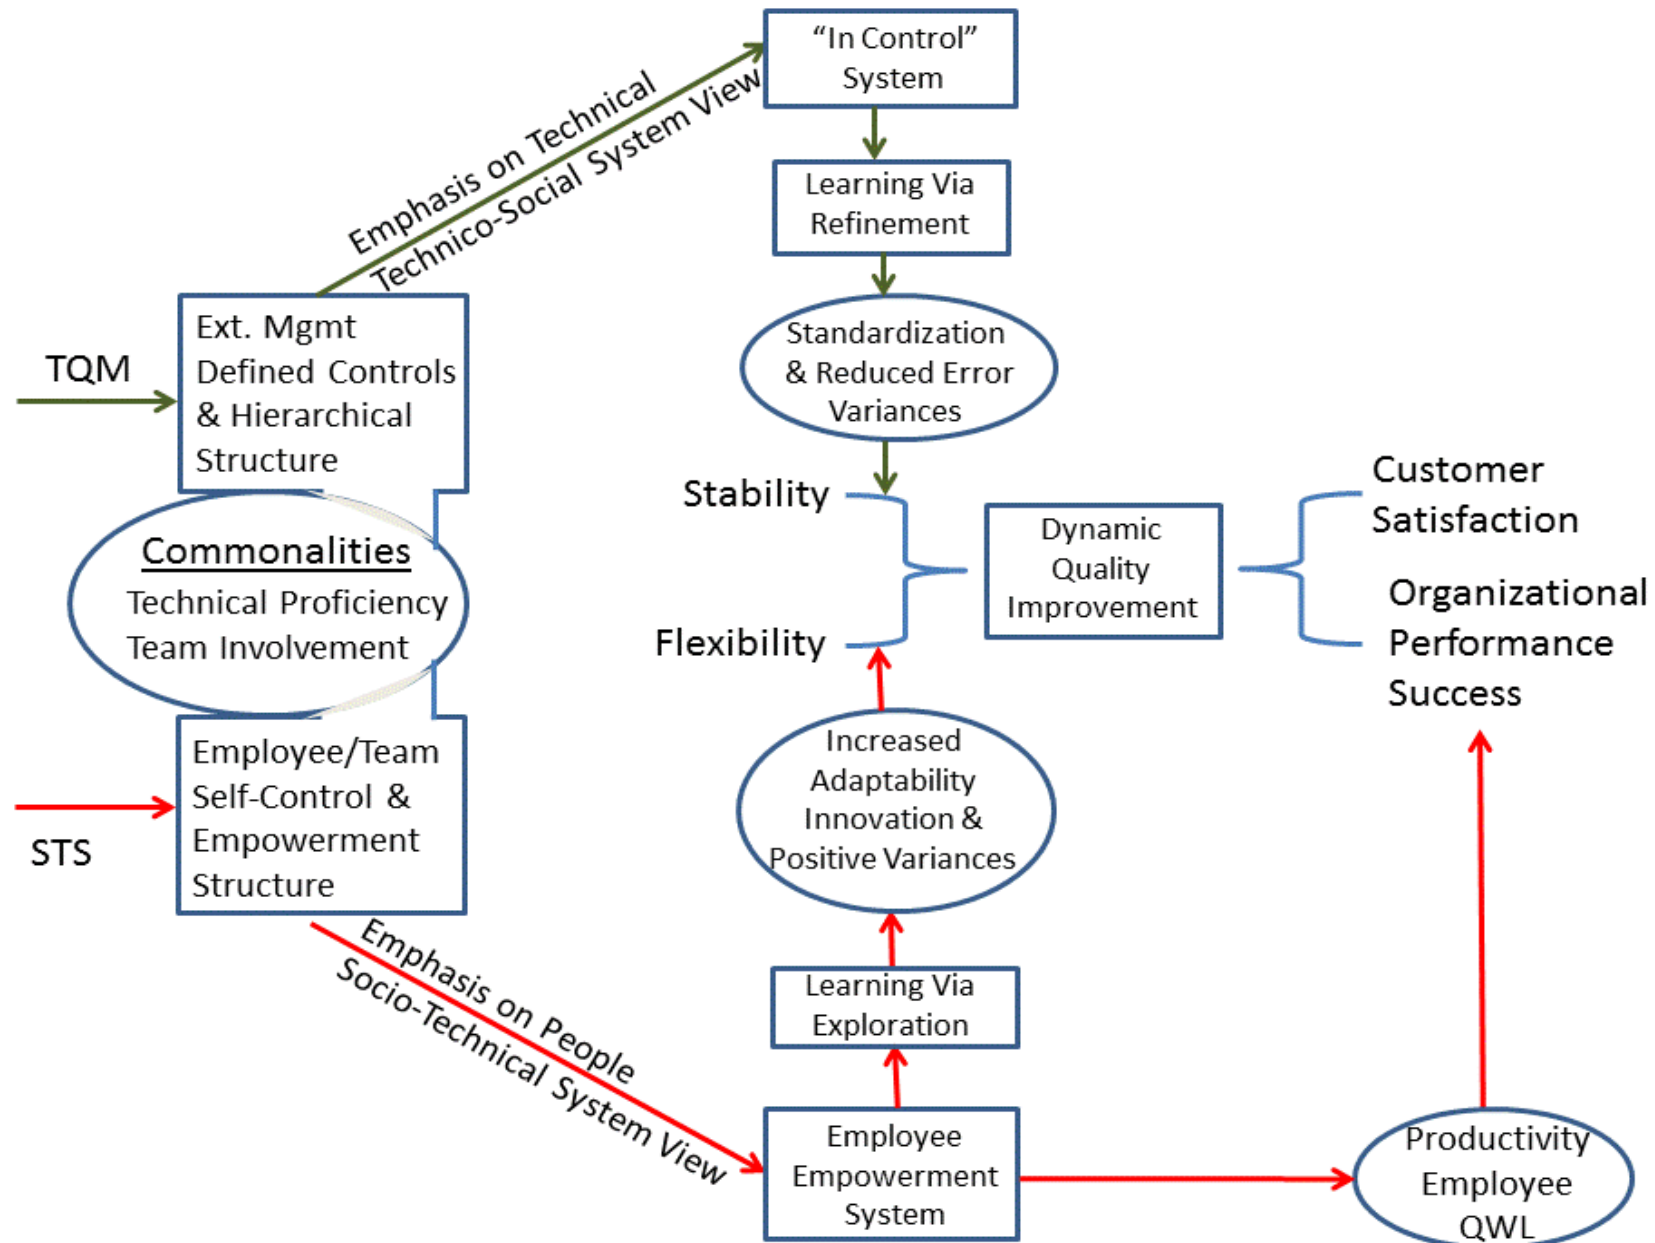 “In Control”
System
Emphasis on Technical
Technico-Social System View
Learning Via
Refinement
TQM
Ext. Mgmt
Defined Controls
& Hierarchical
Structure
Standardization
& Reduced Error
Variances
Commonalities
Technical Proficiency
Team Involvement
Stability
Flexibility
Dynamic
Quality
Improvement
Customer
Satisfaction
Organizational
Performance
Success
STS
Employee/Team
Self-Control &
Empowerment
Structure
Increased
Adaptability
Innovation &
Positive Variances
Emphasis on People
Socio-Technical System View
Learning Via
Exploration
Employee
Empowerment
System
Productivity
Employee
QWL